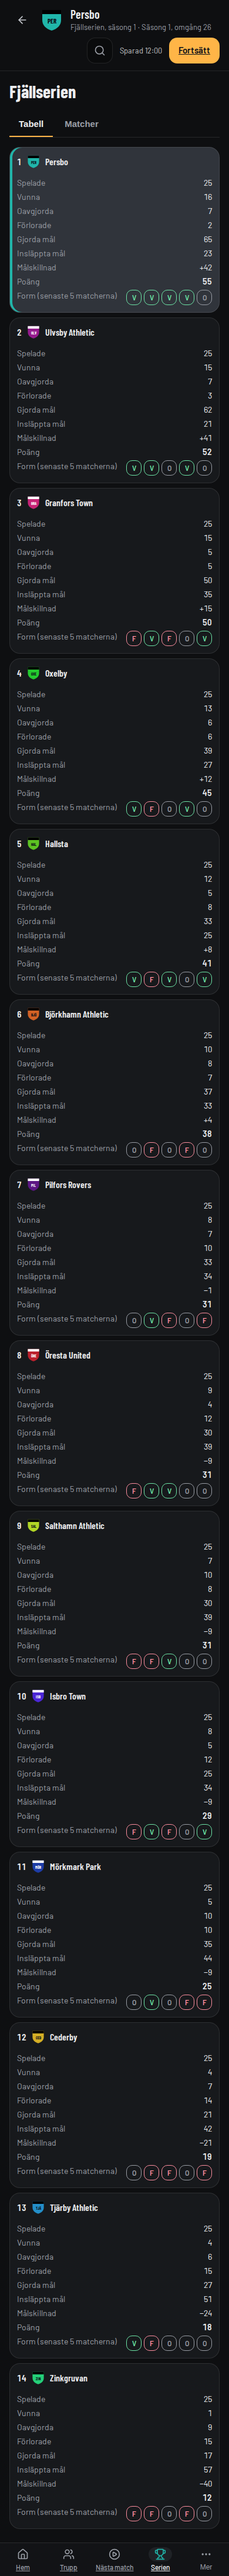 PER
Persbo
Fjällserien, säsong 1 · Säsong 1, omgång 26
Sparad 12:00
Fortsätt
Fjällserien
Tabell
Matcher
1 Persbo
Spelade 25
Vunna 16
Oavgjorda 7
Förlorade 2
Gjorda mål 65
Insläppta mål 23
Målskillnad +42
Poäng 55
Form (senaste 5 matcherna) V V V V O
2 Ulvsby Athletic
Spelade 25
Vunna 15
Oavgjorda 7
Förlorade 3
Gjorda mål 62
Insläppta mål 21
Målskillnad +41
Poäng 52
Form (senaste 5 matcherna) V V O V O
3 Granfors Town
Spelade 25
Vunna 15
Oavgjorda 5
Förlorade 5
Gjorda mål 50
Insläppta mål 35
Målskillnad +15
Poäng 50
Form (senaste 5 matcherna) F V F O V
4 Oxelby
Spelade 25
Vunna 13
Oavgjorda 6
Förlorade 6
Gjorda mål 39
Insläppta mål 27
Målskillnad +12
Poäng 45
Form (senaste 5 matcherna) V F O V O
5 Hallsta
Spelade 25
Vunna 12
Oavgjorda 5
Förlorade 8
Gjorda mål 33
Insläppta mål 25
Målskillnad +8
Poäng 41
Form (senaste 5 matcherna) V F V O V
6 Björkhamn Athletic
Spelade 25
Vunna 10
Oavgjorda 8
Förlorade 7
Gjorda mål 37
Insläppta mål 33
Målskillnad +4
Poäng 38
Form (senaste 5 matcherna) O F O F O
7 Pilfors Rovers
Spelade 25
Vunna 8
Oavgjorda 7
Förlorade 10
Gjorda mål 33
Insläppta mål 34
Målskillnad −1
Poäng 31
Form (senaste 5 matcherna) O V F O F
8 Öresta United
Spelade 25
Vunna 9
Oavgjorda 4
Förlorade 12
Gjorda mål 30
Insläppta mål 39
Målskillnad −9
Poäng 31
Form (senaste 5 matcherna) F V V O O
9 Salthamn Athletic
Spelade 25
Vunna 7
Oavgjorda 10
Förlorade 8
Gjorda mål 30
Insläppta mål 39
Målskillnad −9
Poäng 31
Form (senaste 5 matcherna) F F V O O
10 Isbro Town
Spelade 25
Vunna 8
Oavgjorda 5
Förlorade 12
Gjorda mål 25
Insläppta mål 34
Målskillnad −9
Poäng 29
Form (senaste 5 matcherna) F V F O V
11 Mörkmark Park
Spelade 25
Vunna 5
Oavgjorda 10
Förlorade 10
Gjorda mål 35
Insläppta mål 44
Målskillnad −9
Poäng 25
Form (senaste 5 matcherna) O V O F F
12 Cederby
Spelade 25
Vunna 4
Oavgjorda 7
Förlorade 14
Gjorda mål 21
Insläppta mål 42
Målskillnad −21
Poäng 19
Form (senaste 5 matcherna) O F F O F
13 Tjärby Athletic
Spelade 25
Vunna 4
Oavgjorda 6
Förlorade 15
Gjorda mål 27
Insläppta mål 51
Målskillnad −24
Poäng 18
Form (senaste 5 matcherna) V F O O O
14 Zinkgruvan
Spelade 25
Vunna 1
Oavgjorda 9
Förlorade 15
Gjorda mål 17
Insläppta mål 57
Målskillnad −40
Poäng 12
Form (senaste 5 matcherna) F F O F O
Hem
Trupp
Nästa match
Serien
Mer